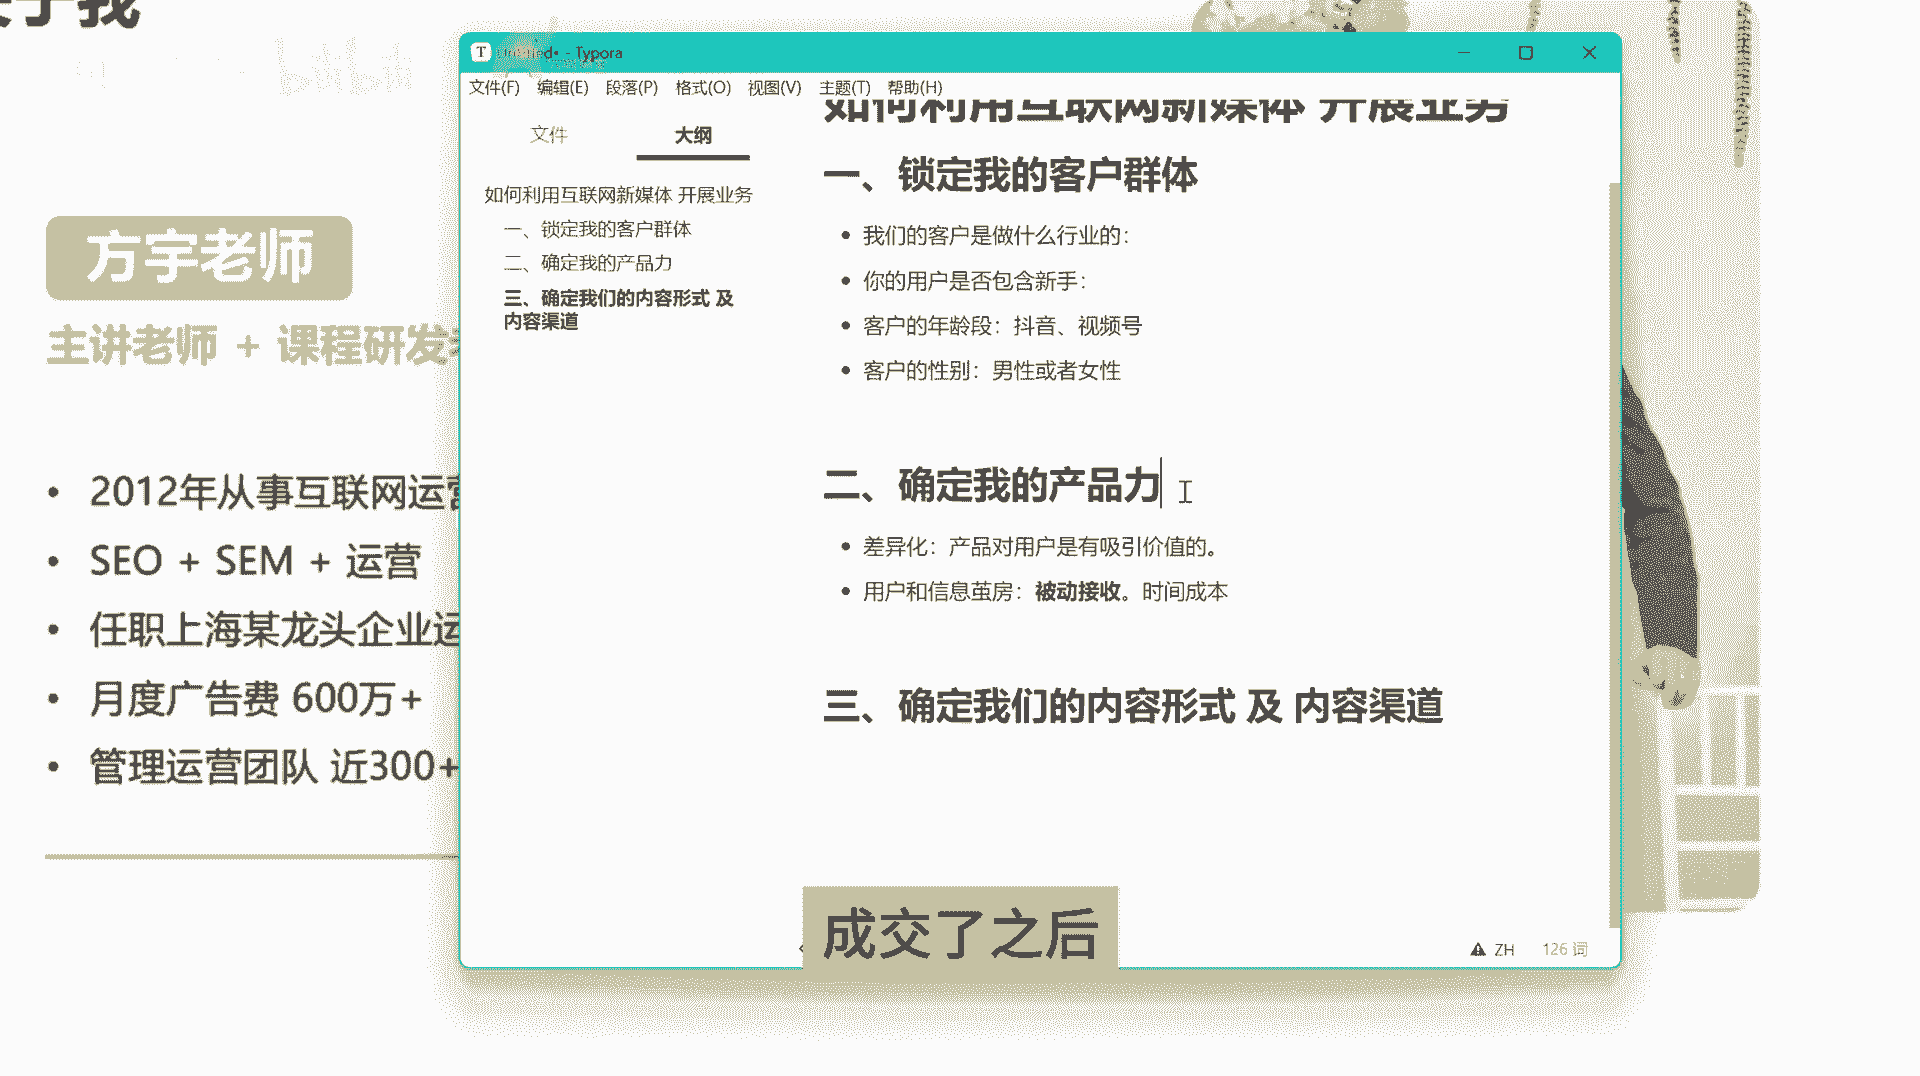 关于我
bilibili
方宇老师
主讲老师 + 课程研发
2012年从事互联网运营
SEO + SEM + 运营
任职上海某龙头企业运
月度广告费 600万+
管理运营团队 近300+
Untitled• - Typora
文件(F) 编辑(E) 段落(P) 格式(O) 视图(V) 主题(T) 帮助(H)
文件 大纲
如何利用互联网新媒体 开展业务
一、锁定我的客户群体
二、确定我的产品力
三、确定我们的内容形式 及
内容渠道
如何利用互联网新媒体 开展业务
一、锁定我的客户群体
我们的客户是做什么行业的：
你的用户是否包含新手：
客户的年龄段：抖音、视频号
客户的性别：男性或者女性
二、确定我的产品力
差异化：产品对用户是有吸引价值的。
用户和信息茧房：被动接收。时间成本
三、确定我们的内容形式 及 内容渠道
成交了之后
ZH 126 词